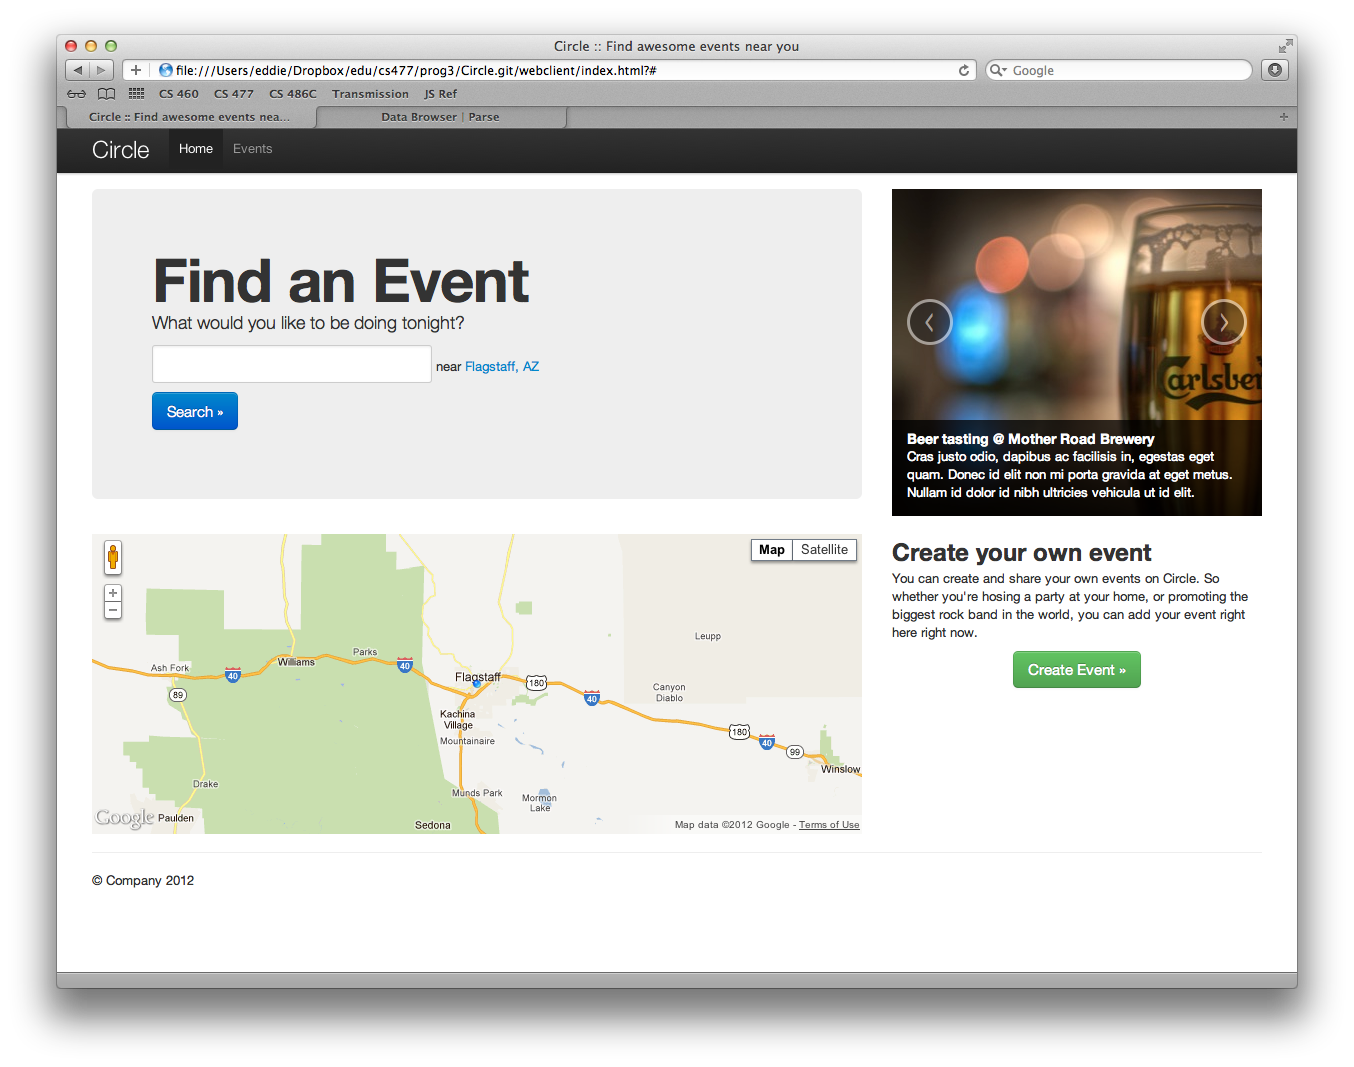 Circle :: Find awesome events near you
file:///Users/eddie/Dropbox/edu/cs477/prog3/Circle.git/webclient/index.html?#
Google
CS 460 CS 477 CS 486C Transmission JS Ref
Circle :: Find awesome events nea...
Data Browser | Parse
Circle Home Events
Find an Event
What would you like to be doing tonight?
near Flagstaff, AZ
Search »
Carlsber
Beer tasting @ Mother Road Brewery
Cras justo odio, dapibus ac facilisis in, egestas eget
quam. Donec id elit non mi porta gravida at eget metus.
Nullam id dolor id nibh ultricies vehicula ut id elit.
Map Satellite
Leupp
Parks
Williams
Ash Fork
40
40
Flagstaff
180
Canyon
Diablo
89
40
Kachina
Village
Mountainaire
180
40
99
Winslow
Drake
Munds Park
Mormon
Lake
Google
Paulden
Sedona
Map data ©2012 Google - Terms of Use
Create your own event
You can create and share your own events on Circle. So
whether you're hosing a party at your home, or promoting the
biggest rock band in the world, you can add your event right
here right now.
Create Event »
© Company 2012